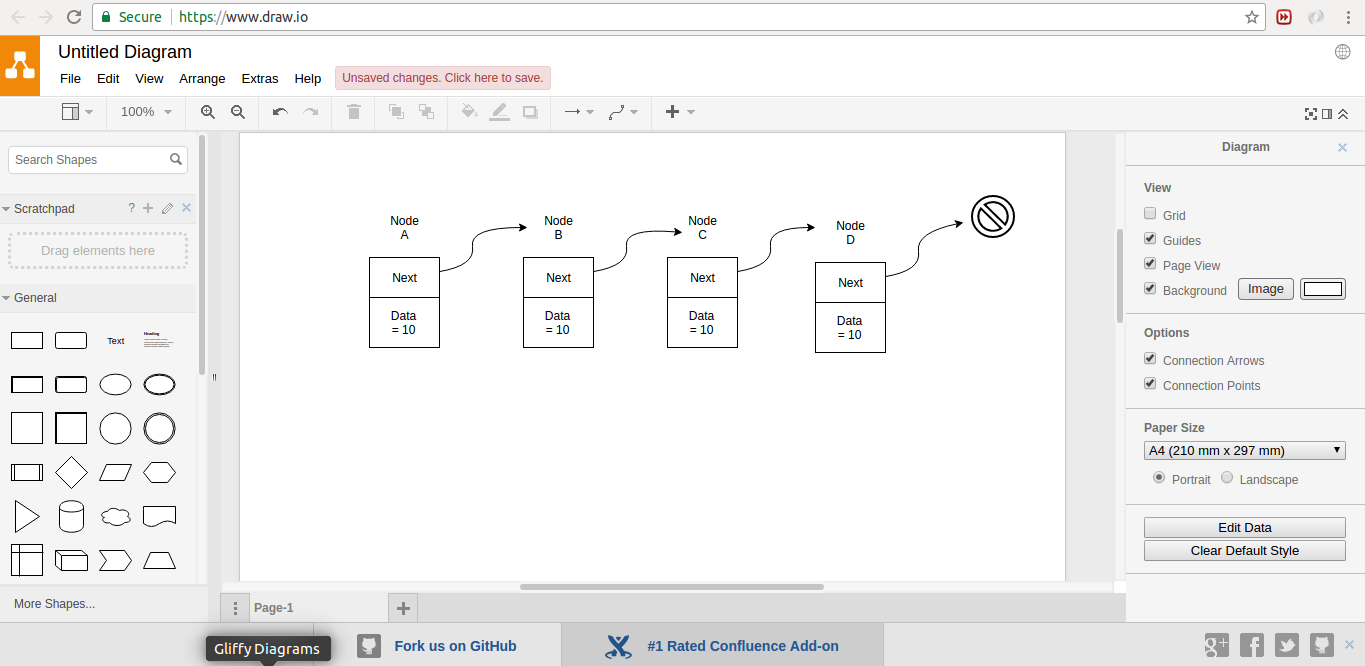 Secure
https://www.draw.io
Untitled Diagram
File Edit View Arrange Extras Help Unsaved changes. Click here to save.
100%
Search Shapes
Scratchpad ?
Drag elements here
General
Text
Heading
More Shapes...
Node
A
Next
Data
= 10
Node
B
Next
Data
= 10
Node
C
Next
Data
= 10
Node
D
Next
Data
= 10
Diagram
View
Grid
Guides
Page View
Background Image
Options
Connection Arrows
Connection Points
Paper Size
A4 (210 mm x 297 mm)
Portrait Landscape
Edit Data
Clear Default Style
Page-1
Gliffy Diagrams
Fork us on GitHub
#1 Rated Confluence Add-on
g+